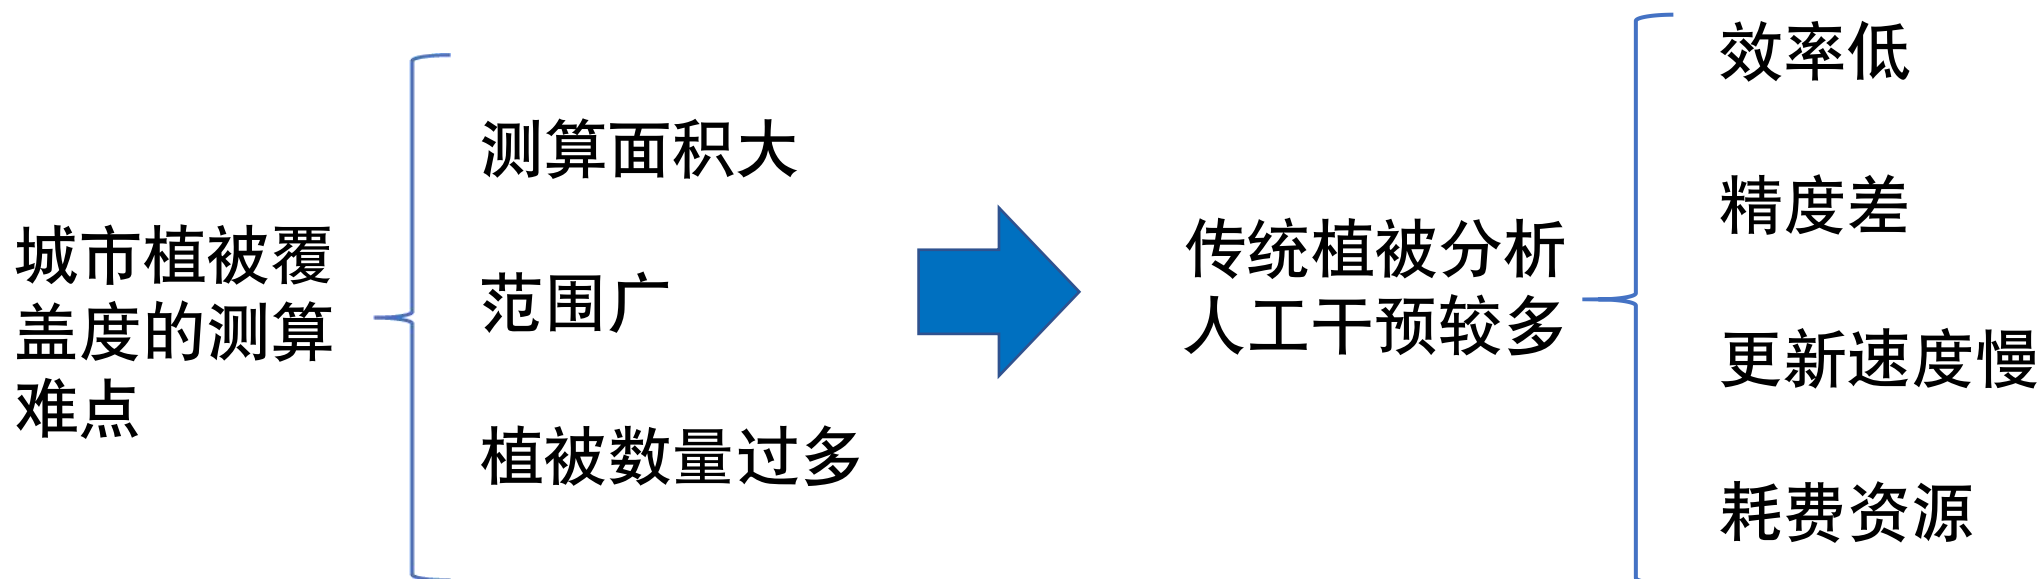 城市植被覆
盖度的测算
难点
测算面积大
范围广
植被数量过多
传统植被分析
人工干预较多
效率低
精度差
更新速度慢
耗费资源